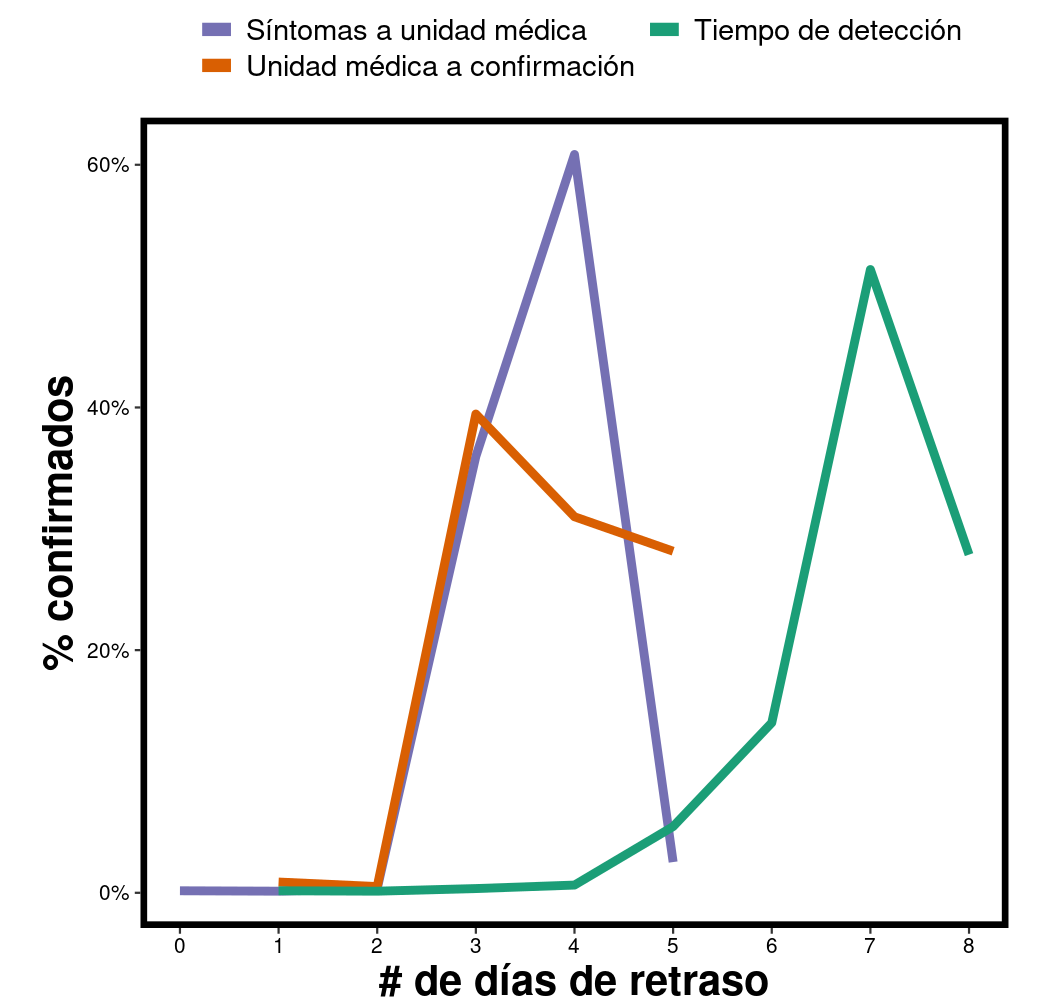 Síntomas a unidad médica
Tiempo de detección
Unidad médica a confirmación
60%
40%
20%
0%
% confirmados
0 1 2 3 4 5 6 7 8
# de días de retraso